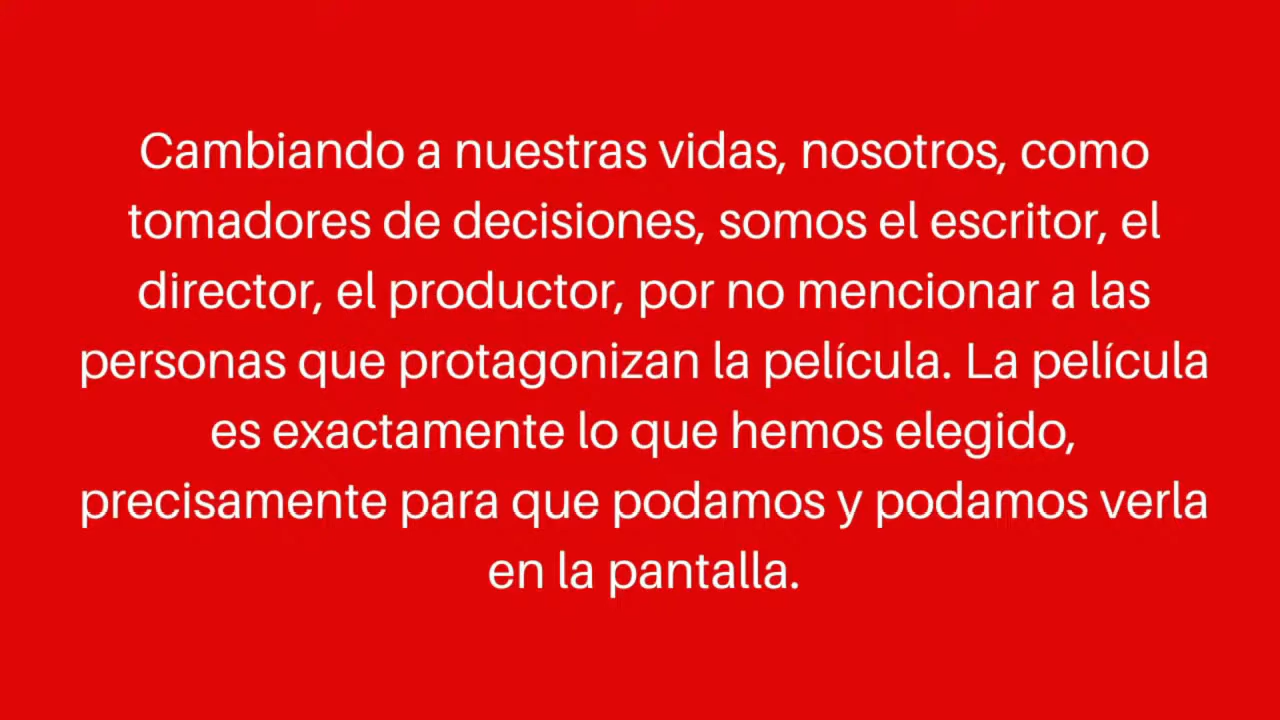 Cambiando a nuestras vidas, nosotros, como
tomadores de decisiones, somos el escritor, el
director, el productor, por no mencionar a las
personas que protagonizan la película. La película
es exactamente lo que hemos elegido,
precisamente para que podamos y podamos verla
en la pantalla.